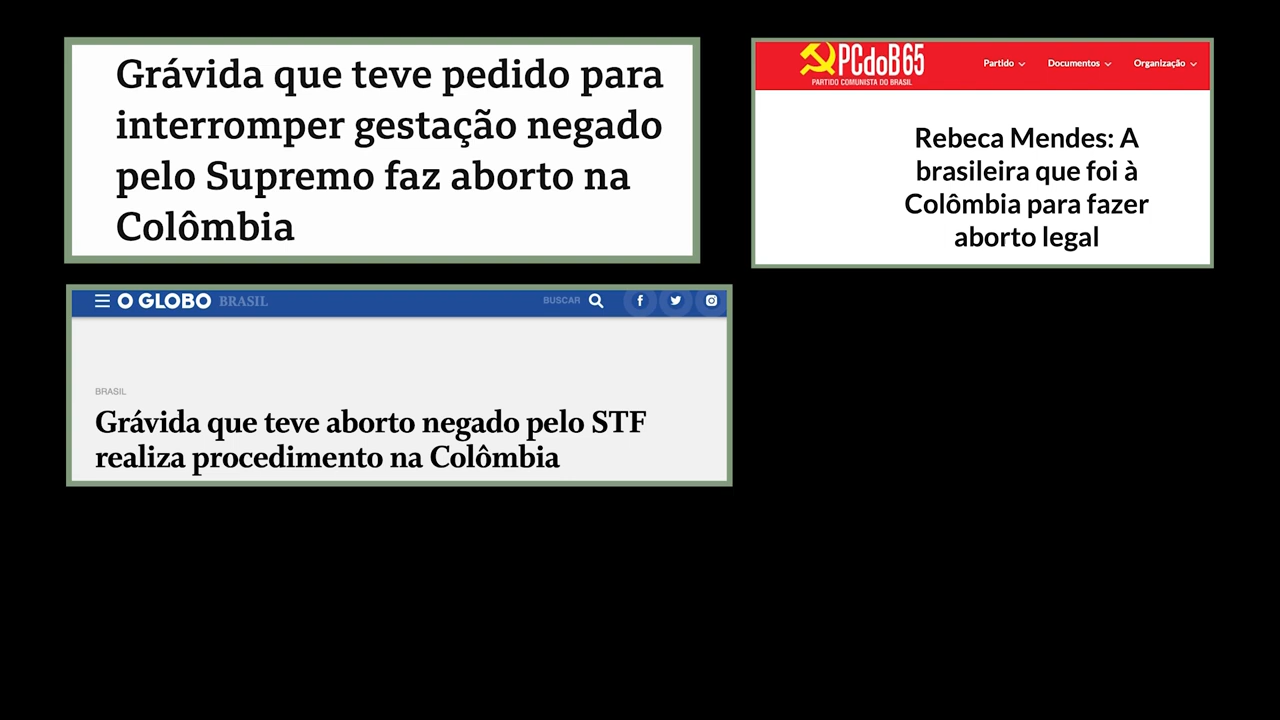 Grávida que teve pedido para
interromper gestação negado
pelo Supremo faz aborto na
Colômbia
PCdoB65
PARTIDO COMUNISTA DO BRASIL
Partido Documentos Organização
Rebeca Mendes: A
brasileira que foi à
Colômbia para fazer
aborto legal
O GLOBO BRASIL BUSCAR
BRASIL
Grávida que teve aborto negado pelo STF
realiza procedimento na Colômbia